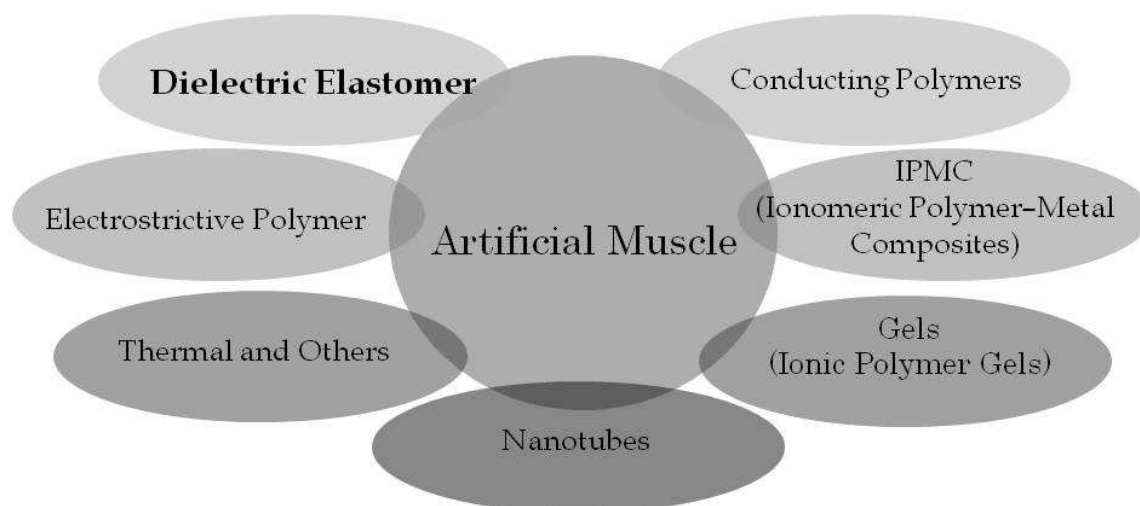 Dielectric Elastomer
Conducting Polymers
Electrostrictive Polymer
IPMC
(Ionomeric Polymer–Metal
Composites)
Artificial Muscle
Thermal and Others
Gels
(Ionic Polymer Gels)
Nanotubes